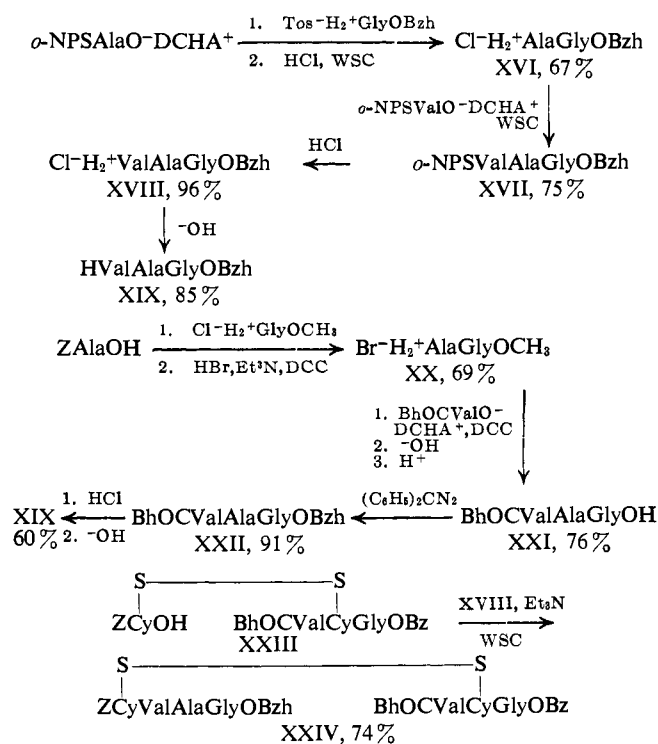 1. Tos⁻H₂⁺GlyOBzh
o-NPSAlaO⁻DCHA⁺ Cl⁻H₂⁺AlaGlyOBzh
2. HCl, WSC
XVI, 67%
o-NPSValO⁻DCHA⁺
WSC
HCl
Cl⁻H₂⁺ValAlaGlyOBzh o-NPSValAlaGlyOBzh
XVIII, 96% XVII, 75%
⁻OH
HValAlaGlyOBzh
XIX, 85%
1. Cl⁻H₂⁺GlyOCH₃
ZAlaOH Br⁻H₂⁺AlaGlyOCH₃
2. HBr,Et³N,DCC
XX, 69%
1. BhOCValO⁻
DCHA⁺,DCC
2. ⁻OH
3. H⁺
1. HCl (C₆H₅)₂CN₂
XIX BhOCValAlaGlyOBzh BhOCValAlaGlyOH
60% 2. ⁻OH XXII, 91% XXI, 76%
S S
XVIII, Et₃N
ZCyOH BhOCValCyGlyOBz
WSC
XXIII
S S
ZCyValAlaGlyOBzh BhOCValCyGlyOBz
XXIV, 74%